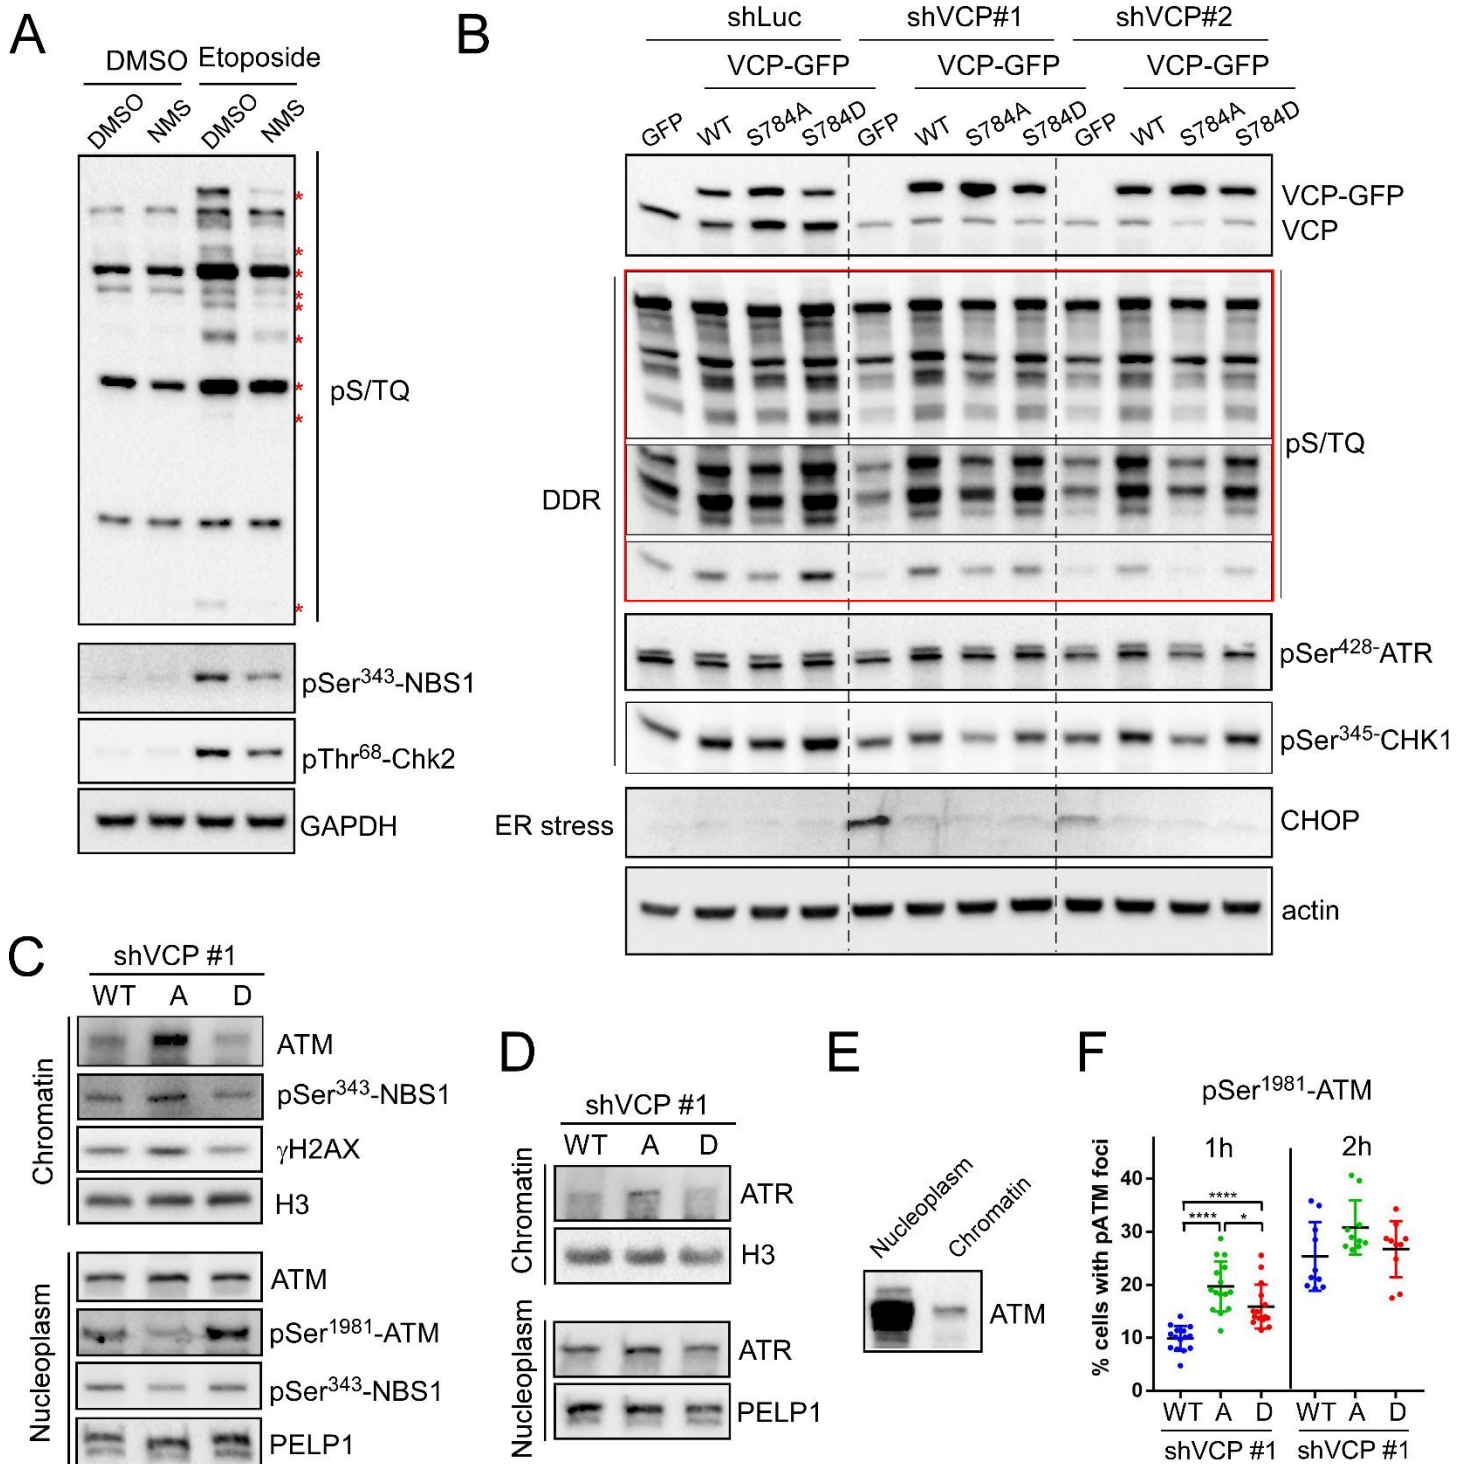 A
DMSO Etoposide
DMSO NMS DMSO NMS
* * * * * * * * *
pS/TQ
pSer343-NBS1
pThr68-Chk2
GAPDH
B
shLuc shVCP#1 shVCP#2
VCP-GFP VCP-GFP VCP-GFP
GFP WT S784A S784D GFP WT S784A S784D GFP WT S784A S784D
VCP-GFP
VCP
DDR
pS/TQ
pSer428-ATR
pSer345-CHK1
ER stress
CHOP
actin
C
shVCP #1
WT A D
Chromatin
ATM
pSer343-NBS1
γH2AX
H3
Nucleoplasm
ATM
pSer1981-ATM
pSer343-NBS1
PELP1
D
shVCP #1
WT A D
Chromatin
ATR
H3
Nucleoplasm
ATR
PELP1
E
Nucleoplasm Chromatin
ATM
F
pSer1981-ATM
1h 2h
% cells with pATM foci
40
30
20
10
0
****
**** *
WT A D WT A D
shVCP #1 shVCP #1